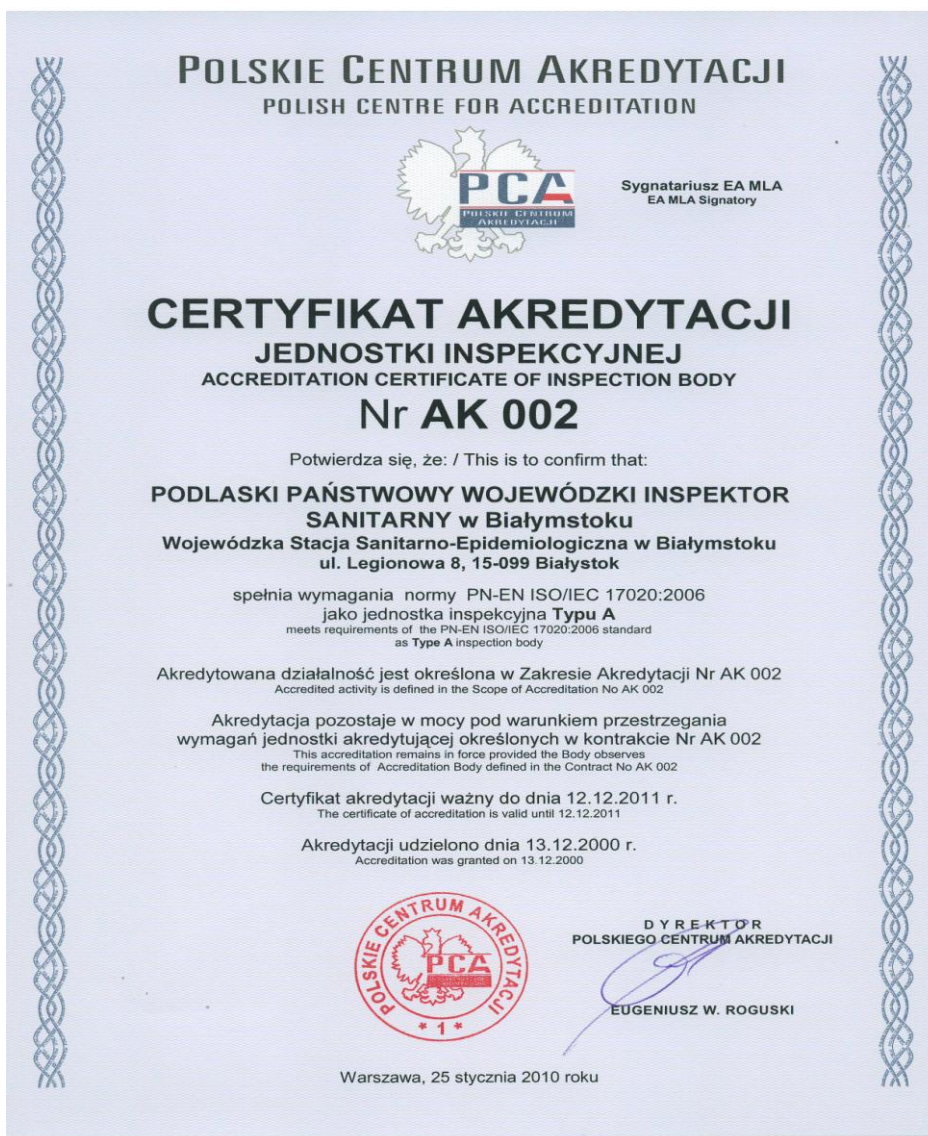 POLSKIE CENTRUM AKREDYTACJI
POLISH CENTRE FOR ACCREDITATION
PCA
POLSKIE CENTRUM
AKREDYTACJI
Sygnatariusz EA MLA
EA MLA Signatory
CERTYFIKAT AKREDYTACJI
JEDNOSTKI INSPEKCYJNEJ
ACCREDITATION CERTIFICATE OF INSPECTION BODY
Nr AK 002
Potwierdza się, że: / This is to confirm that:
PODLASKI PAŃSTWOWY WOJEWÓDZKI INSPEKTOR
SANITARNY w Białymstoku
Wojewódzka Stacja Sanitarno-Epidemiologiczna w Białymstoku
ul. Legionowa 8, 15-099 Białystok
spełnia wymagania normy PN-EN ISO/IEC 17020:2006
jako jednostka inspekcyjna Typu A
meets requirements of the PN-EN ISO/IEC 17020:2006 standard
as Type A inspection body
Akredytowana działalność jest określona w Zakresie Akredytacji Nr AK 002
Accredited activity is defined in the Scope of Accreditation No AK 002
Akredytacja pozostaje w mocy pod warunkiem przestrzegania
wymagań jednostki akredytującej określonych w kontrakcie Nr AK 002
This accreditation remains in force provided the Body observes
the requirements of Accreditation Body defined in the Contract No AK 002
Certyfikat akredytacji ważny do dnia 12.12.2011 r.
The certificate of accreditation is valid until 12.12.2011
Akredytacji udzielono dnia 13.12.2000 r.
Accreditation was granted on 13.12.2000
POLSKIE CENTRUM AKREDYTACJI
PCA
* 1 *
DYREKTOR
POLSKIEGO CENTRUM AKREDYTACJI
EUGENIUSZ W. ROGUSKI
Warszawa, 25 stycznia 2010 roku